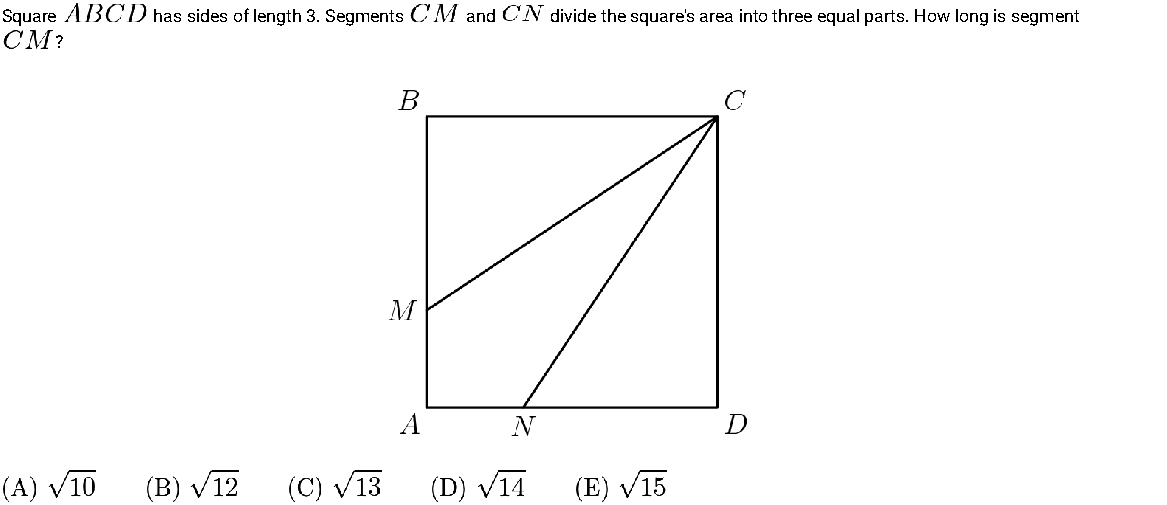 Square ABCD has sides of length 3. Segments CM and CN divide the square's area into three equal parts. How long is segment
CM?
B C
M
A N D
(A) √10 (B) √12 (C) √13 (D) √14 (E) √15